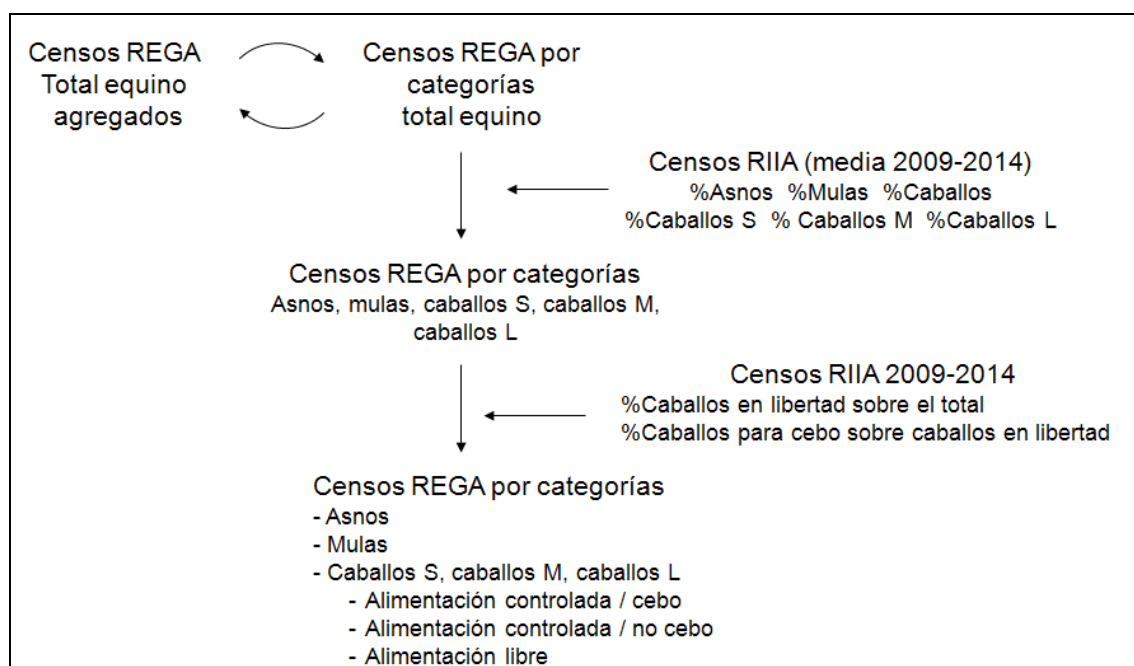 Censos REGA
Total equino
agregados
Censos REGA por
categorías
total equino
Censos RIIA (media 2009-2014)
%Asnos %Mulas %Caballos
%Caballos S % Caballos M %Caballos L
Censos REGA por categorías
Asnos, mulas, caballos S, caballos M,
caballos L
Censos RIIA 2009-2014
%Caballos en libertad sobre el total
%Caballos para cebo sobre caballos en libertad
Censos REGA por categorías
- Asnos
- Mulas
- Caballos S, caballos M, caballos L
- Alimentación controlada / cebo
- Alimentación controlada / no cebo
- Alimentación libre